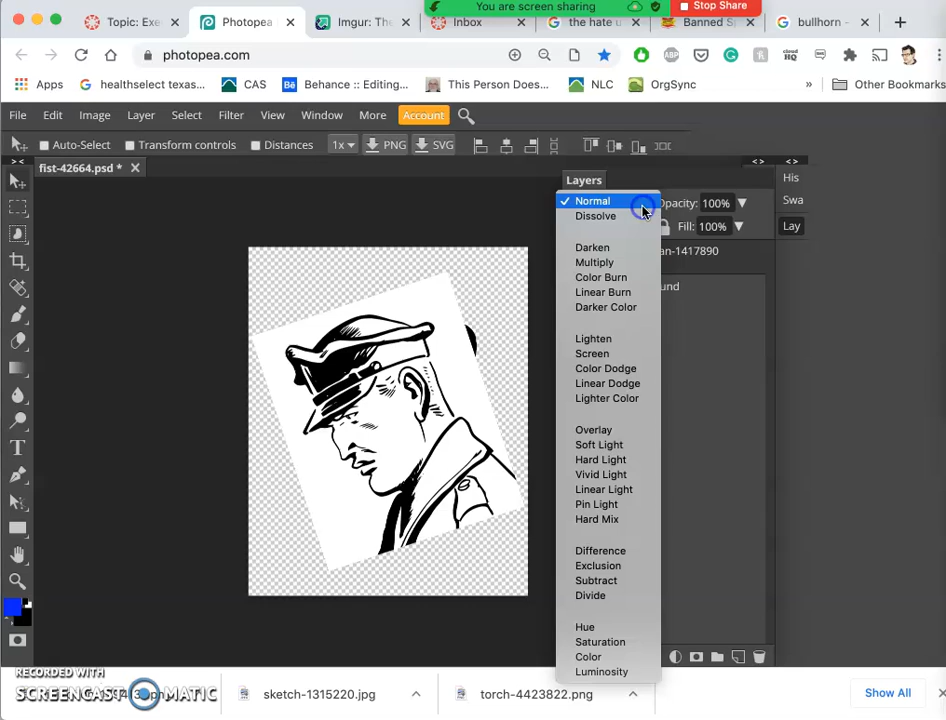 You are screen sharing
Stop Share
Topic: Exe
Photopea
Imgur: The
Inbox
the hate u
Banned Sp
bullhorn -
photopea.com
Apps
healthselect texas...
CAS
Behance :: Editing...
This Person Does...
NLC
OrgSync
»
Other Bookmarks
File
Edit
Image
Layer
Select
Filter
View
Window
More
Account
Auto-Select
Transform controls
Distances
1x
PNG
SVG
fist-42664.psd *
> <
< >
< >
Layers
His
Swa
Lay
Normal
Dissolve
Darken
Multiply
Color Burn
Linear Burn
Darker Color
Lighten
Screen
Color Dodge
Linear Dodge
Lighter Color
Overlay
Soft Light
Hard Light
Vivid Light
Linear Light
Pin Light
Hard Mix
Difference
Exclusion
Subtract
Divide
Hue
Saturation
Color
Luminosity
Opacity: 100%
Fill: 100%
an-1417890
und
RECORDED WITH
SCREENCAST MATIC
sketch-1315220.jpg
torch-4423822.png
Show All